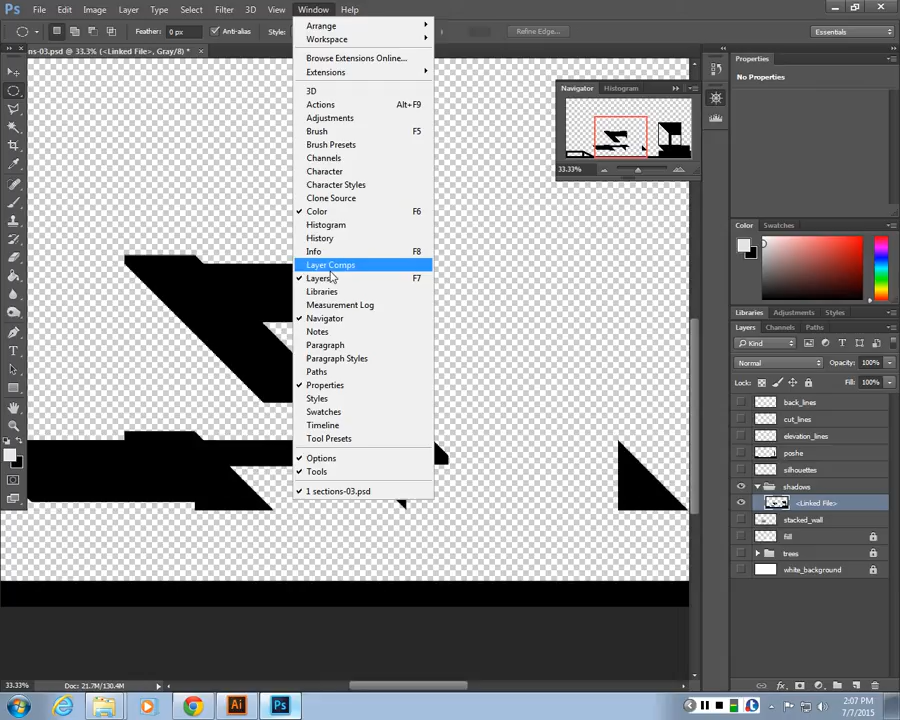 Ps File Edit Image Layer Type Select Filter 3D View Window Help
Feather: 0 px Anti-alias Style: Refine Edge... Essentials
ns-03.psd @ 33.3% (<Linked File>, Gray/8) * ×
Arrange
Workspace
Browse Extensions Online...
Extensions
3D
Actions Alt+F9
Adjustments
Brush F5
Brush Presets
Channels
Character
Character Styles
Clone Source
Color F6
Histogram
History
Info F8
Layer Comps
Layers F7
Libraries
Measurement Log
Navigator
Notes
Paragraph
Paragraph Styles
Paths
Properties
Styles
Swatches
Timeline
Tool Presets
Options
Tools
1 sections-03.psd
Navigator Histogram
33.33%
Properties
No Properties
Color Swatches
Libraries Adjustments Styles
Layers Channels Paths
Kind
Normal Opacity: 100%
Lock: Fill: 100%
back_lines
cut_lines
elevation_lines
poshe
silhouettes
shadows
<Linked File>
stacked_wall
fill
trees
white_background
33.33% Doc: 21.7M/130.4M
Ai Ps
2:07 PM
7/7/2015